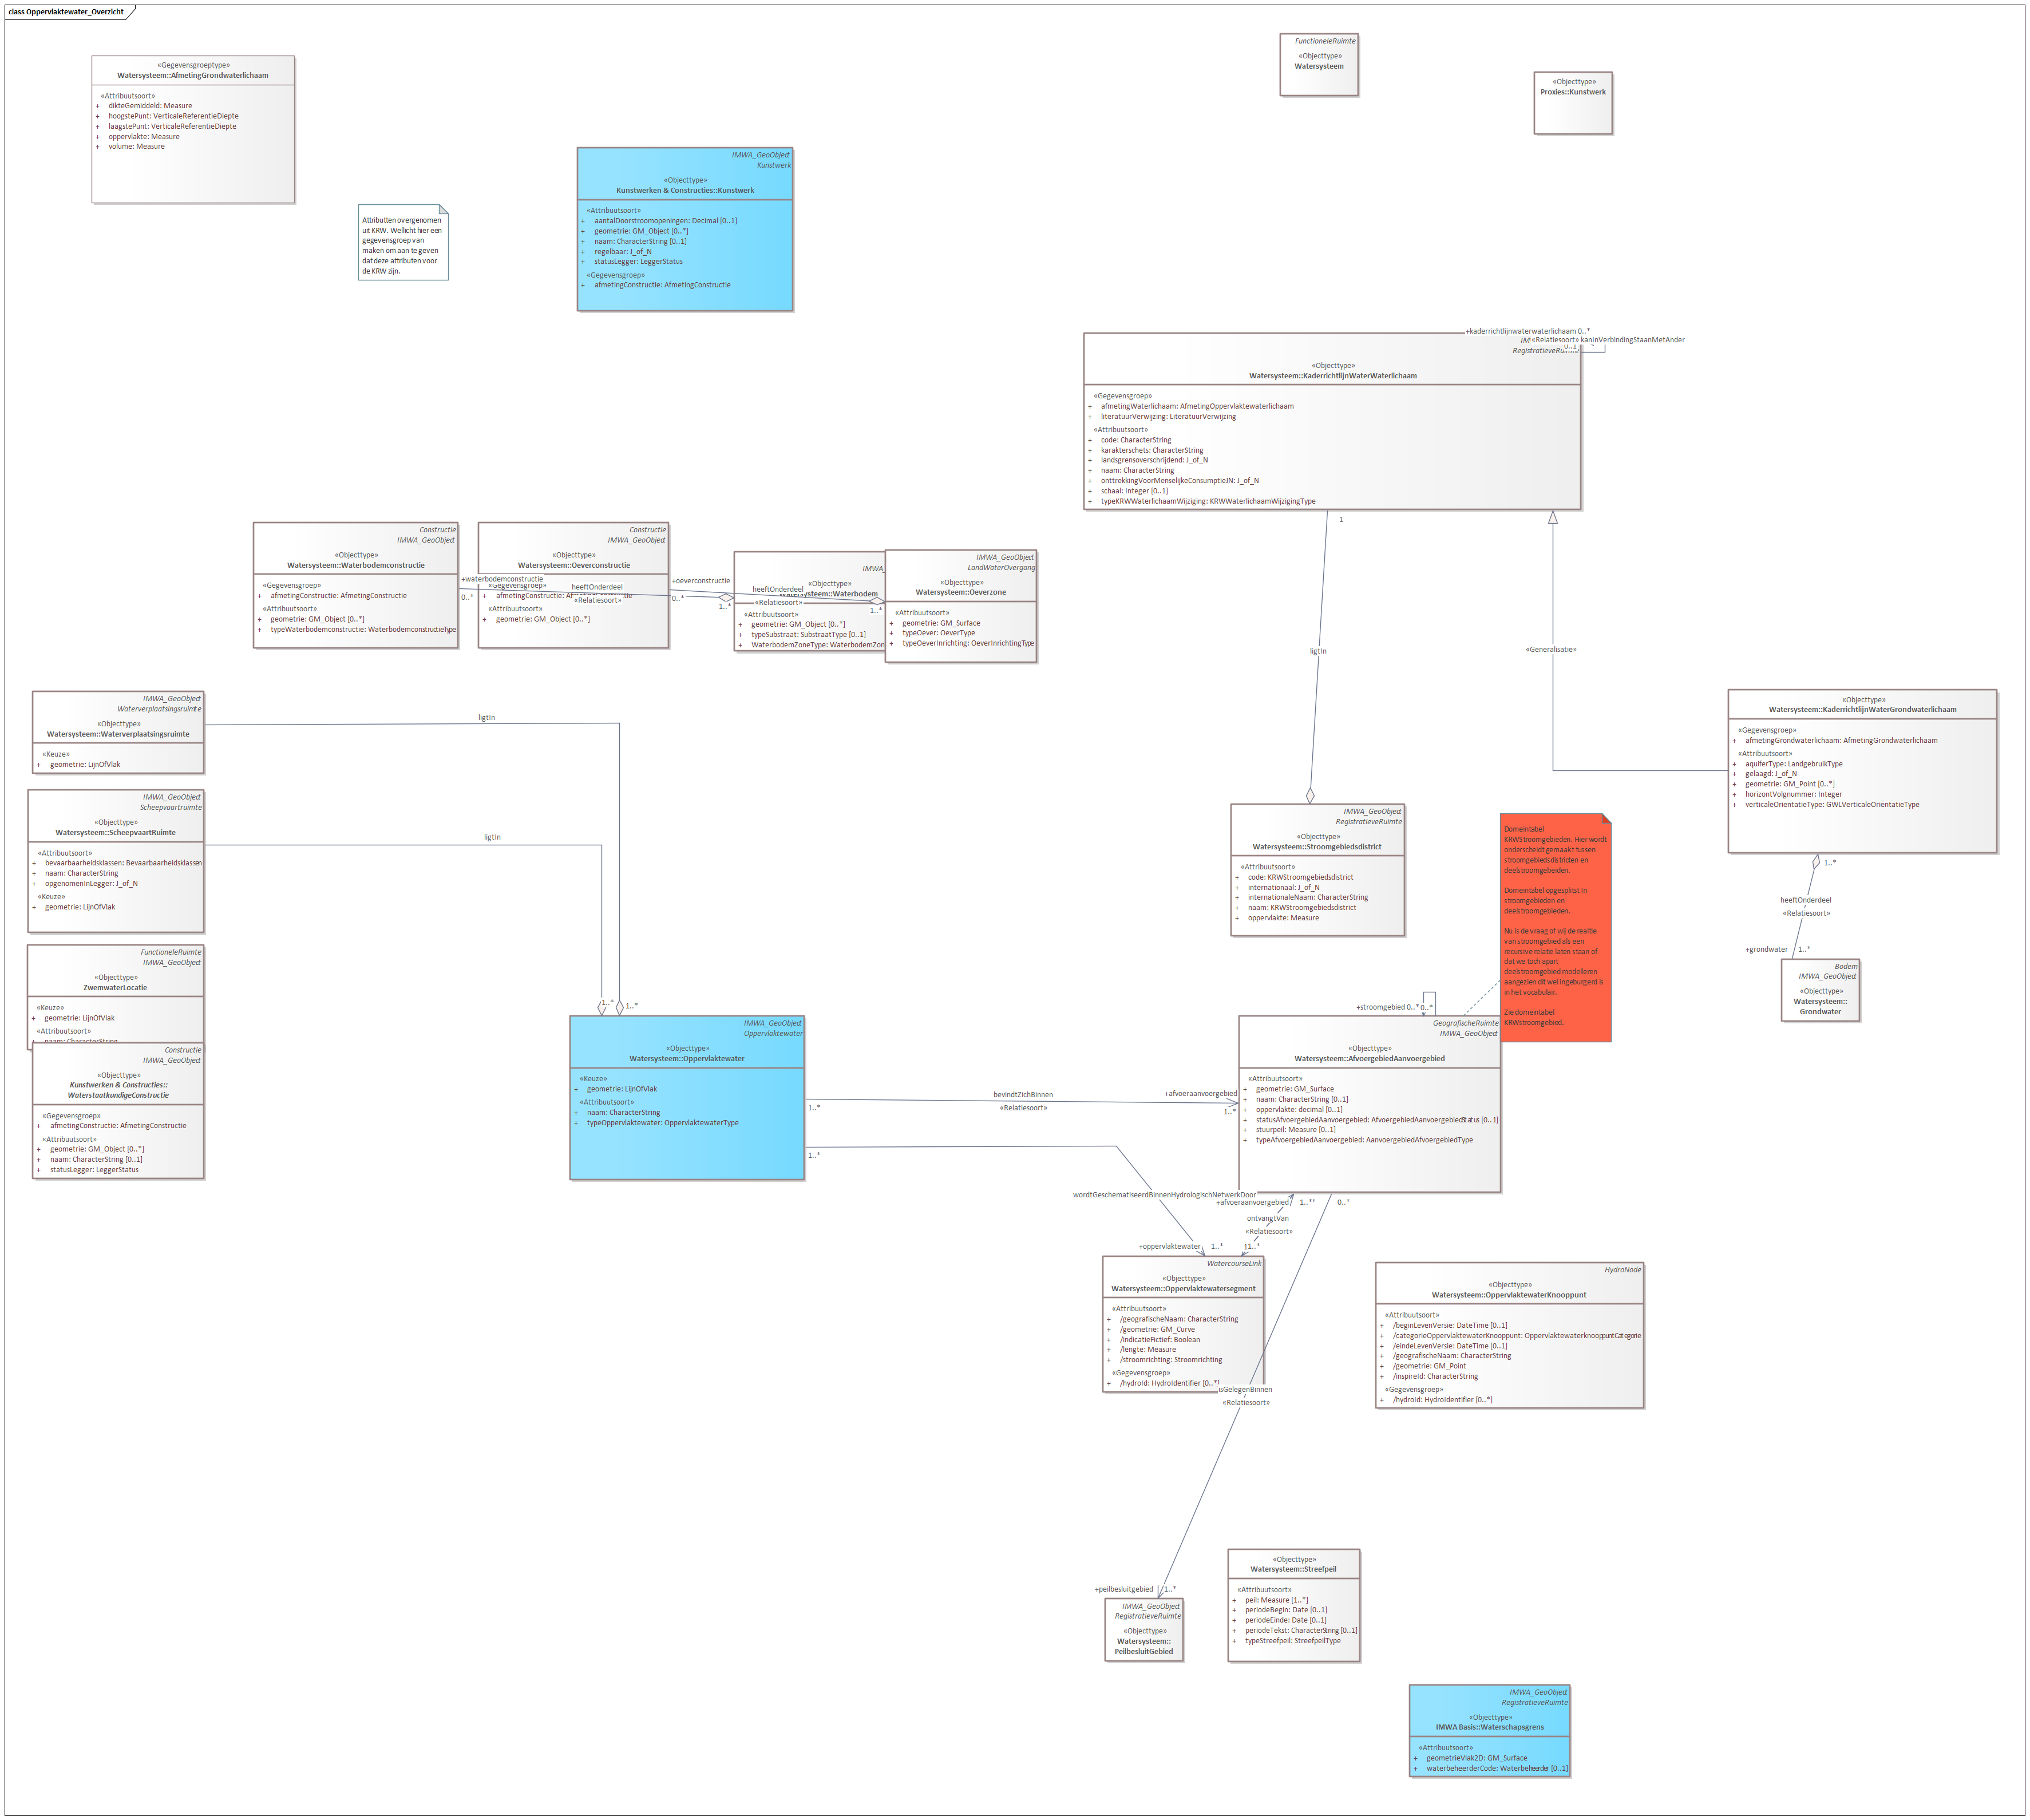 class Oppervlaktewater_Overzicht
«Gegevensgroeptype»
Watersysteem::AfmetingGrondwaterlichaam
«Attribuutsoort»
+ dikteGemiddeld: Measure
+ hoogstePunt: VerticaleReferentieDiepte
+ laagstePunt: VerticaleReferentieDiepte
+ oppervlakte: Measure
+ volume: Measure
FunctioneleRuimte
«Objecttype»
Watersysteem
«Objecttype»
Proxies::Kunstwerk
Attributten overgenomen
uit KRW. Wellicht hier een
gegevensgroep van
maken om aan te geven
dat deze attributen voor
de KRW zijn.
IMWA_GeoObject
Kunstwerk
«Objecttype»
Kunstwerken & Constructies::Kunstwerk
«Attribuutsoort»
+ aantalDoorstroomopeningen: Decimal [0..1]
+ geometrie: GM_Object [0..*]
+ naam: CharacterString [0..1]
+ regelbaar: J_of_N
+ statusLegger: LeggerStatus
«Gegevensgroep»
+ afmetingConstructie: AfmetingConstructie
+kaderrichtlijnwaterwaterlichaam 0..*
IM
«Relatiesoort» kanInVerbindingStaanMetAnder
0..1
RegistratieveRuimte
«Objecttype»
Watersysteem::KaderrichtlijnWaterWaterlichaam
«Gegevensgroep»
+ afmetingWaterlichaam: AfmetingOppervlaktewaterlichaam
+ literatuurVerwijzing: LiteratuurVerwijzing
«Attribuutsoort»
+ code: CharacterString
+ karakterschets: CharacterString
+ landsgrensoverschrijdend: J_of_N
+ naam: CharacterString
+ onttrekkingVoorMenselijkeConsumptieJN: J_of_N
+ schaal: Integer [0..1]
+ typeKRWWaterlichaamWijziging: KRWWaterlichaamWijzigingType
1
ligtIn
«Generalisatie»
Constructie
IMWA_GeoObject
«Objecttype»
Watersysteem::Waterbodemconstructie
«Gegevensgroep»
+ afmetingConstructie: AfmetingConstructie
«Attribuutsoort»
+ geometrie: GM_Object [0..*]
+ typeWaterbodemconstructie: WaterbodemconstructieType
+waterbodemconstructie
0..*
Constructie
IMWA_GeoObject
«Objecttype»
Watersysteem::Oeverconstructie
«Gegevensgroep»
heeftOnderdeel
«Relatiesoort»
+ afmetingConstructie:
«Attribuutsoort»
+ geometrie: GM_Object [0..*]
+oeverconstructie
0..*
1..*
IMWA_
«Objecttype»
heeftOnderdeel
::Waterbodem
«Relatiesoort»
1..*
«Attribuutsoort»
+ geometrie: GM_Object [0..*]
+ typeSubstraat: SubstraatType [0..1]
+ WaterbodemZoneType: WaterbodemZon
IMWA_GeoObject
LandWaterOvergang
«Objecttype»
Watersysteem::Oeverzone
«Attribuutsoort»
+ geometrie: GM_Surface
+ typeOever: OeverType
+ typeOeverInrichting: OeverInrichtingType
IMWA_GeoObject
Waterverplaatsingsruimte
«Objecttype»
Watersysteem::Waterverplaatsingsruimte
«Keuze»
+ geometrie: LijnOfVlak
ligtIn
IMWA_GeoObject
Scheepvaartruimte
«Objecttype»
Watersysteem::ScheepvaartRuimte
«Attribuutsoort»
+ bevaarbaarheidsklassen: Bevaarbaarheidsklassen
+ naam: CharacterString
+ opgenomenInLegger: J_of_N
«Keuze»
+ geometrie: LijnOfVlak
ligtIn
1..*
1..*
FunctioneleRuimte
IMWA_GeoObject
«Objecttype»
ZwemwaterLocatie
«Keuze»
+ geometrie: LijnOfVlak
«Attribuutsoort»
+ naam: CharacterString
Constructie
IMWA_GeoObject
«Objecttype»
Kunstwerken & Constructies::
WaterstaatkundigeConstructie
«Gegevensgroep»
+ afmetingConstructie: AfmetingConstructie
«Attribuutsoort»
+ geometrie: GM_Object [0..*]
+ naam: CharacterString [0..1]
+ statusLegger: LeggerStatus
IMWA_GeoObject
Oppervlaktewater
«Objecttype»
Watersysteem::Oppervlaktewater
«Keuze»
+ geometrie: LijnOfVlak
«Attribuutsoort»
+ naam: CharacterString
+ typeOppervlaktewater: OppervlaktewaterType
1..*
bevindtZichBinnen
«Relatiesoort»
+afvoeraanvoergebied
1..*
1..*
wordtGeschematiseerdBinnenHydrologischNetwerkDoor
+oppervlaktewater 1..*
«Objecttype»
Watersysteem::KaderrichtlijnWaterGrondwaterlichaam
«Gegevensgroep»
+ afmetingGrondwaterlichaam: AfmetingGrondwaterlichaam
«Attribuutsoort»
+ aquiferType: LandgebruikType
+ gelaagd: J_of_N
+ geometrie: GM_Point [0..*]
+ horizontVolgnummer: Integer
+ verticaleOrientatieType: GWLVerticaleOrientatieType
1..*
heeftOnderdeel
«Relatiesoort»
+grondwater 1..*
Bodem
IMWA_GeoObject
«Objecttype»
Watersysteem::
Grondwater
IMWA_GeoObject
RegistratieveRuimte
«Objecttype»
Watersysteem::Stroomgebiedsdistrict
«Attribuutsoort»
+ code: KRWStroomgebiedsdistrict
+ internationaal: J_of_N
+ internationaleNaam: CharacterString
+ naam: KRWStroomgebiedsdistrict
+ oppervlakte: Measure
Domeintabel
KRWStroomgebieden. Hier wordt
onderscheidt gemaakt tussen
stroomgebiedsdistricten en
deelstroomgebeiden.
Domeintabel opgesplitst in
stroomgebieden en
deelstroomgebieden.
Nu is de vraag of wij de realtie
van stroomgebied als een
recursive relatie laten staan of
dat we toch apart
deelstroomgebied modelleren
aangezien dit wel ingeburgerd is
in het vocabulair.
Zie domeintabel
KRWstroomgebied.
+stroomgebied 0..* 0..*
GeografischeRuimte
IMWA_GeoObject
«Objecttype»
Watersysteem::AfvoergebiedAanvoergebied
«Attribuutsoort»
+ geometrie: GM_Surface
+ naam: CharacterString [0..1]
+ oppervlakte: decimal [0..1]
+ statusAfvoergebiedAanvoergebied: AfvoergebiedAanvoergebiedStatus [0..1]
+ stuurpeil: Measure [0..1]
+ typeAfvoergebiedAanvoergebied: AanvoergebiedAfvoergebiedType
+afvoeraanvoergebied 1..*
0..*
ontvangtVan
«Relatiesoort»
11..*
WatercourseLink
«Objecttype»
Watersysteem::Oppervlaktewatersegment
«Attribuutsoort»
+ /geografischeNaam: CharacterString
+ /geometrie: GM_Curve
+ /indicatieFictief: Boolean
+ /lengte: Measure
+ /stroomrichting: Stroomrichting
«Gegevensgroep»
+ /hydroId: HydroIdentifier [0..*]
isGelegenBinnen
«Relatiesoort»
HydroNode
«Objecttype»
Watersysteem::OppervlaktewaterKnooppunt
«Attribuutsoort»
+ /beginLevenVersie: DateTime [0..1]
+ /categorieOppervlaktewaterKnooppunt: OppervlaktewaterknooppuntCategorie
+ /eindeLevenVersie: DateTime [0..1]
+ /geografischeNaam: CharacterString
+ /geometrie: GM_Point
+ /inspireId: CharacterString
«Gegevensgroep»
+ /hydroId: HydroIdentifier [0..*]
+peilbesluitgebied 1..*
IMWA_GeoObject
RegistratieveRuimte
«Objecttype»
Watersysteem::
PeilbesluitGebied
«Objecttype»
Watersysteem::Streefpeil
«Attribuutsoort»
+ peil: Measure [1..*]
+ periodeBegin: Date [0..1]
+ periodeEinde: Date [0..1]
+ periodeTekst: CharacterString [0..1]
+ typeStreefpeil: StreefpeilType
IMWA_GeoObject
RegistratieveRuimte
«Objecttype»
IMWA Basis::Waterschapsgrens
«Attribuutsoort»
+ geometrieVlak2D: GM_Surface
+ waterbeheerderCode: Waterbeheerder [0..1]